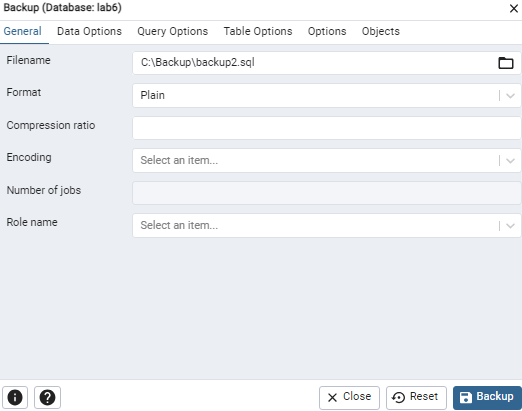 Backup (Database: lab6)
General Data Options Query Options Table Options Options Objects
Filename C:\Backup\backup2.sql
Format Plain
Compression ratio
Encoding Select an item...
Number of jobs
Role name Select an item...
Close Reset Backup